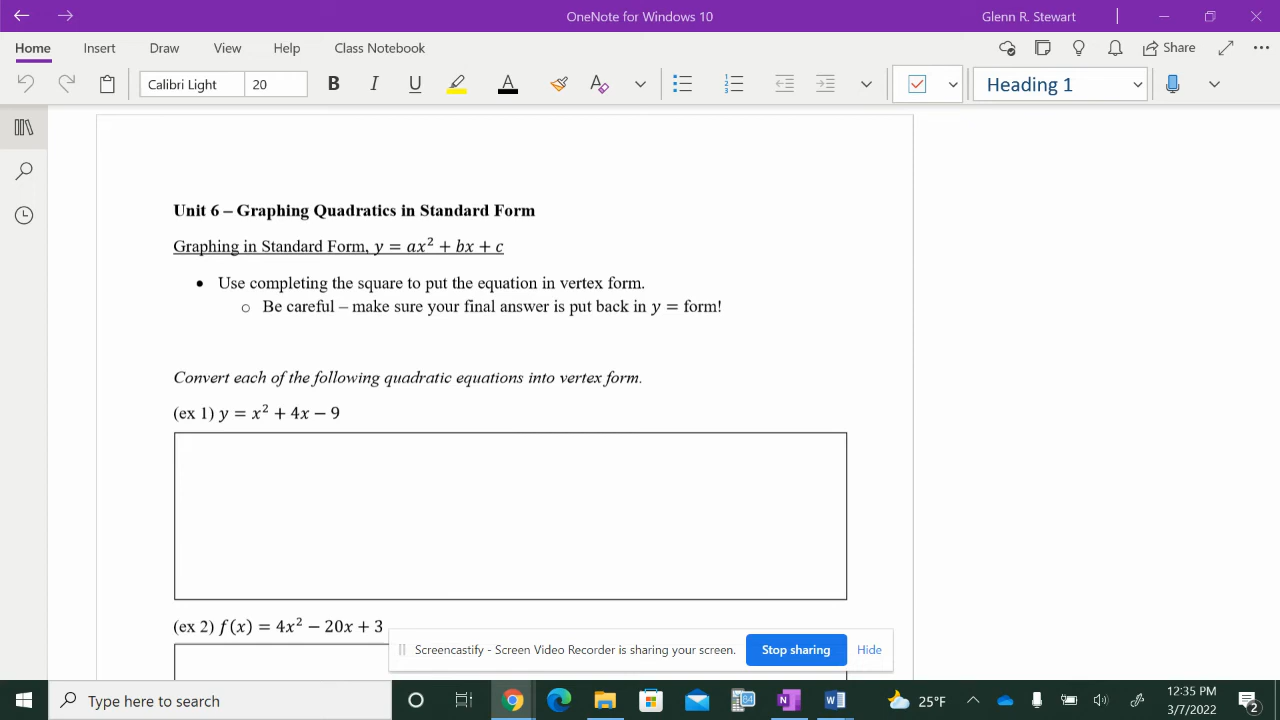 OneNote for Windows 10
Glenn R. Stewart
Home Insert Draw View Help Class Notebook
Share
Calibri Light 20 B I U A A Heading 1
Unit 6 – Graphing Quadratics in Standard Form
Graphing in Standard Form, y = ax² + bx + c
• Use completing the square to put the equation in vertex form.
○ Be careful – make sure your final answer is put back in y = form!
Convert each of the following quadratic equations into vertex form.
(ex 1) y = x² + 4x − 9
(ex 2) f(x) = 4x² − 20x + 3
Screencastify - Screen Video Recorder is sharing your screen. Stop sharing Hide
Type here to search
84
25°F
12:35 PM
3/7/2022
2